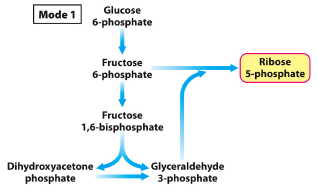 Mode 1
Glucose
6-phosphate
Fructose
6-phosphate
Ribose
5-phosphate
Fructose
1,6-bisphosphate
Dihydroxyacetone
phosphate
Glyceraldehyde
3-phosphate